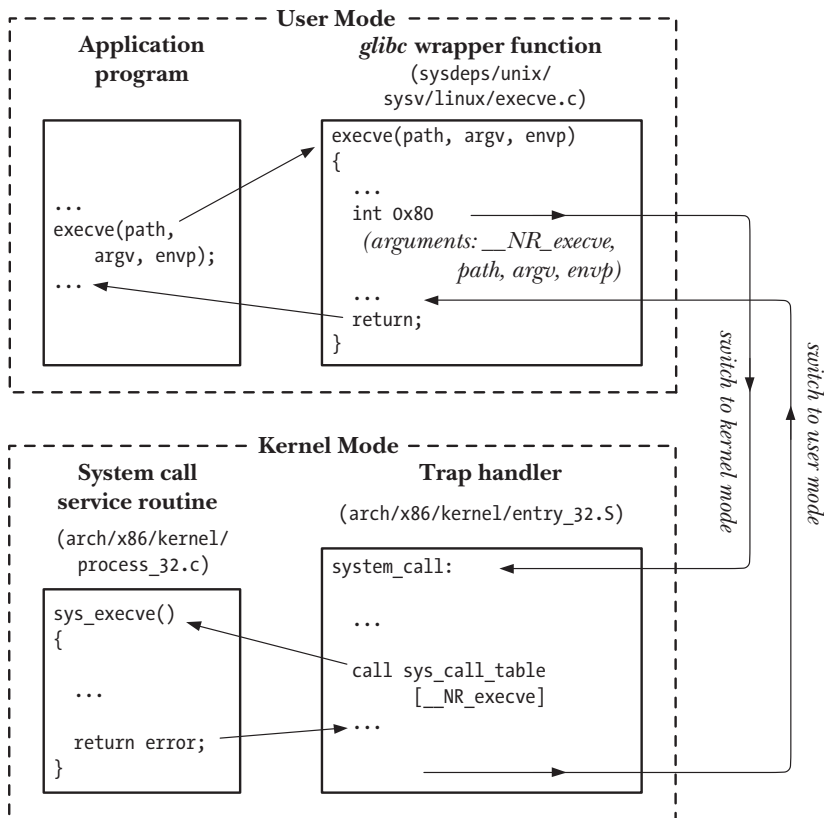 User Mode
Application
program
glibc wrapper function
(sysdeps/unix/
sysv/linux/execve.c)
...
execve(path,
argv, envp);
...
execve(path, argv, envp)
{
...
int 0x80
(arguments: __NR_execve,
path, argv, envp)
...
return;
}
switch to kernel mode
switch to user mode
Kernel Mode
System call
service routine
(arch/x86/kernel/
process_32.c)
Trap handler
(arch/x86/kernel/entry_32.S)
sys_execve()
{
...
return error;
}
system_call:
...
call sys_call_table
[__NR_execve]
...